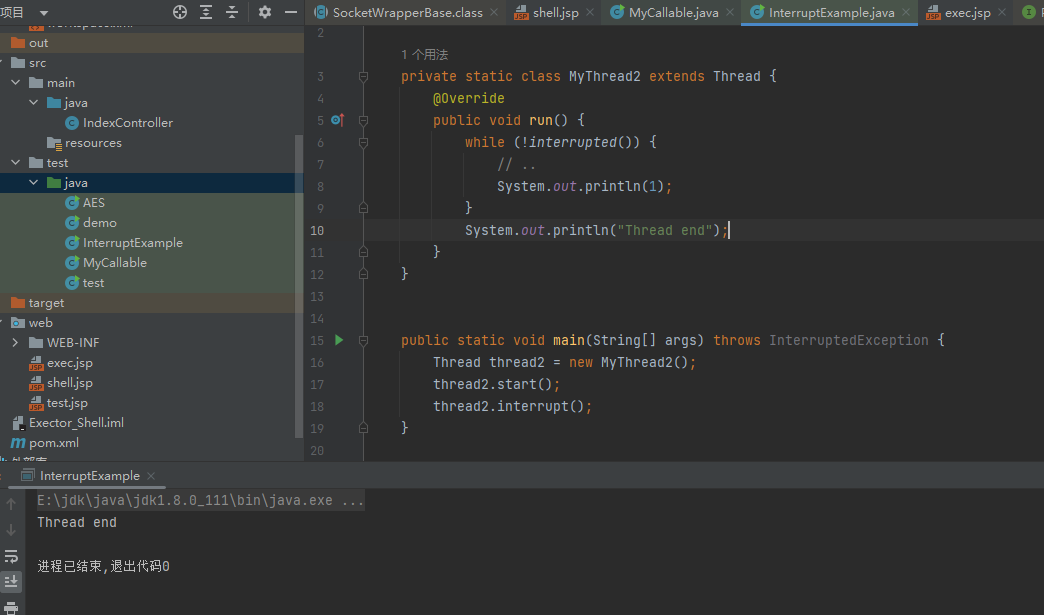 项目
SocketWrapperBase.class
shell.jsp
MyCallable.java
InterruptExample.java
exec.jsp
out
src
main
java
IndexController
resources
test
java
AES
demo
InterruptExample
MyCallable
test
target
web
WEB-INF
exec.jsp
shell.jsp
test.jsp
Exector_Shell.iml
pom.xml
2
1 个用法
3 private static class MyThread2 extends Thread {
4 @Override
5 public void run() {
6 while (!interrupted()) {
7 // ..
8 System.out.println(1);
9 }
10 System.out.println("Thread end");
11 }
12 }
13
14
15 public static void main(String[] args) throws InterruptedException {
16 Thread thread2 = new MyThread2();
17 thread2.start();
18 thread2.interrupt();
19 }
20
InterruptExample
E:\jdk\java\jdk1.8.0_111\bin\java.exe ...
Thread end
进程已结束,退出代码0